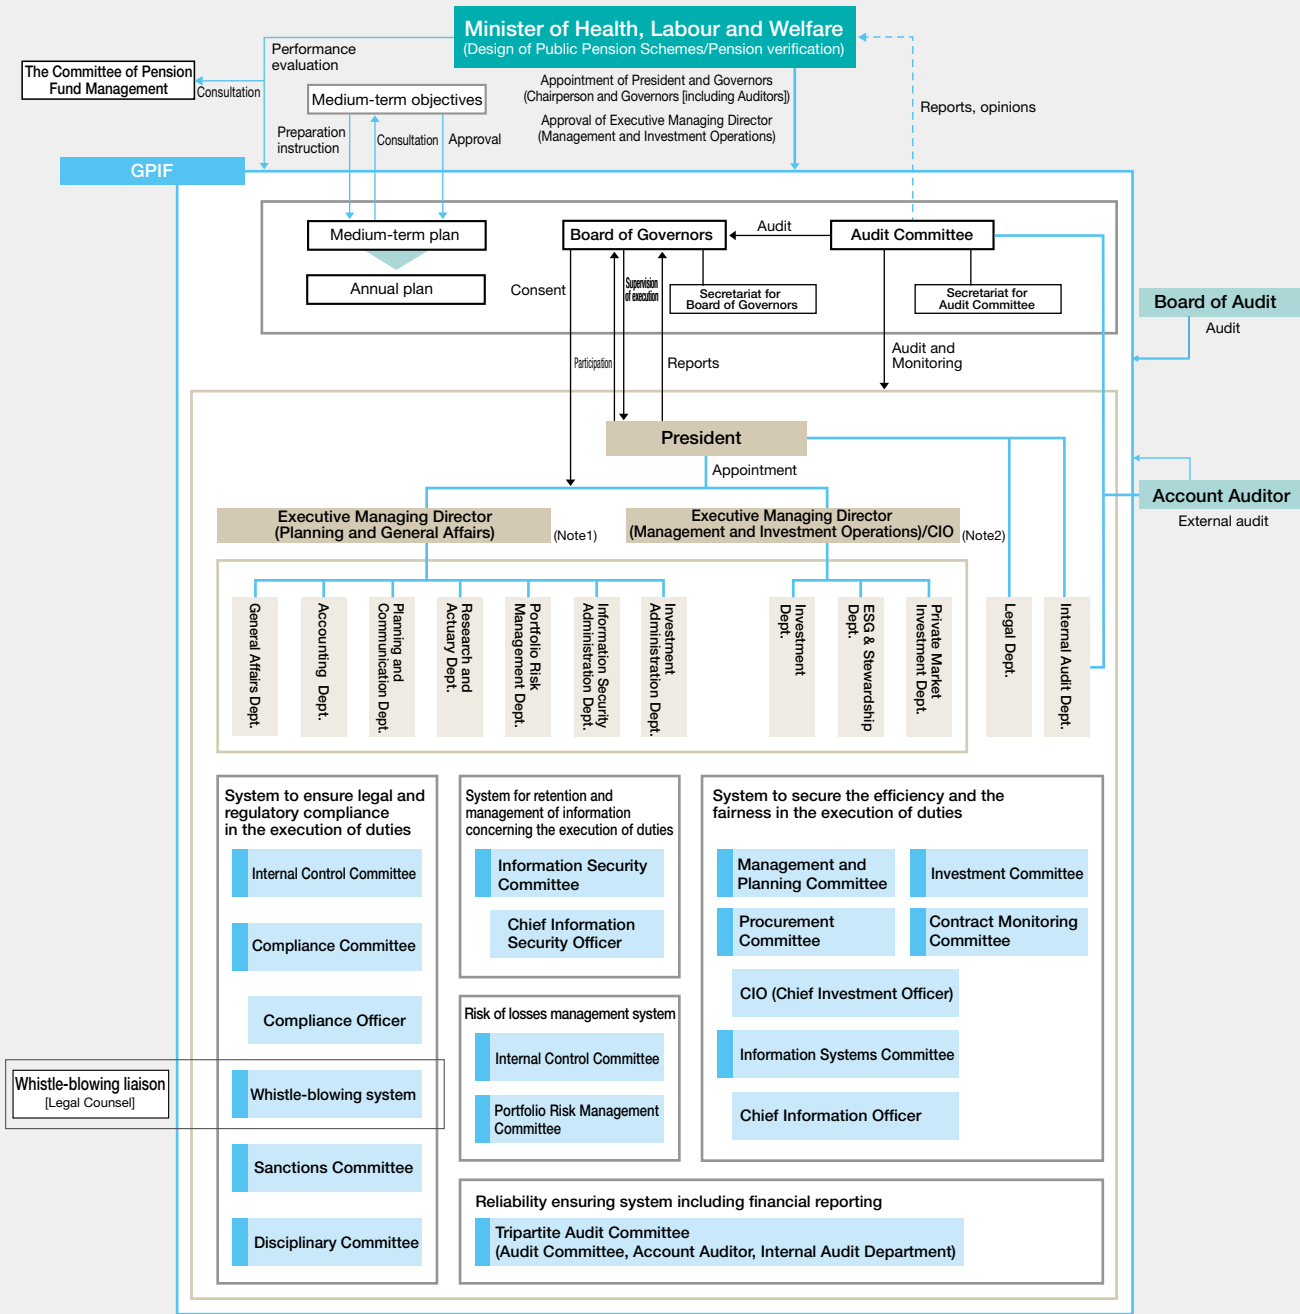 Minister of Health, Labour and Welfare
(Design of Public Pension Schemes/Pension verification)
Performance
evaluation
The Committee of Pension
Fund Management
Consultation
Medium-term objectives
Appointment of President and Governors
(Chairperson and Governors [including Auditors])
Approval of Executive Managing Director
(Management and Investment Operations)
Reports, opinions
Preparation
instruction
Consultation
Approval
GPIF
Medium-term plan
Annual plan
Board of Governors
Audit
Audit Committee
Consent
Supervision
of execution
Secretariat for
Board of Governors
Secretariat for
Audit Committee
Board of Audit
Audit
Participation
Reports
Audit and
Monitoring
President
Appointment
Account Auditor
External audit
Executive Managing Director
(Planning and General Affairs)
(Note1)
Executive Managing Director
(Management and Investment Operations)/CIO
(Note2)
General Affairs Dept.
Accounting Dept.
Planning and
Communication Dept.
Research and
Actuary Dept.
Portfolio Risk
Management Dept.
Information Security
Administration Dept.
Investment
Administration Dept.
Investment
Dept.
ESG & Stewardship
Dept.
Private Market
Investment Dept.
Legal Dept.
Internal Audit Dept.
System to ensure legal and
regulatory compliance
in the execution of duties
Internal Control Committee
Compliance Committee
Compliance Officer
Whistle-blowing liaison
[Legal Counsel]
Whistle-blowing system
Sanctions Committee
Disciplinary Committee
System for retention and
management of information
concerning the execution of duties
Information Security
Committee
Chief Information
Security Officer
Risk of losses management system
Internal Control Committee
Portfolio Risk Management
Committee
System to secure the efficiency and the
fairness in the execution of duties
Management and
Planning Committee
Investment Committee
Procurement
Committee
Contract Monitoring
Committee
CIO (Chief Investment Officer)
Information Systems Committee
Chief Information Officer
Reliability ensuring system including financial reporting
Tripartite Audit Committee
(Audit Committee, Account Auditor, Internal Audit Department)